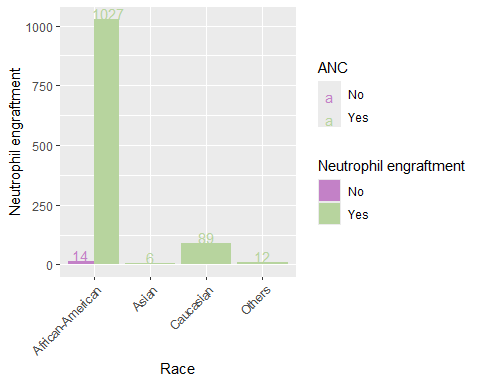 Neutrophil engraftment
1000
750
500
250
0
1027
14
6
89
12
African-American
Asian
Caucasian
Others
Race
ANC
a No
a Yes
Neutrophil engraftment
No
Yes